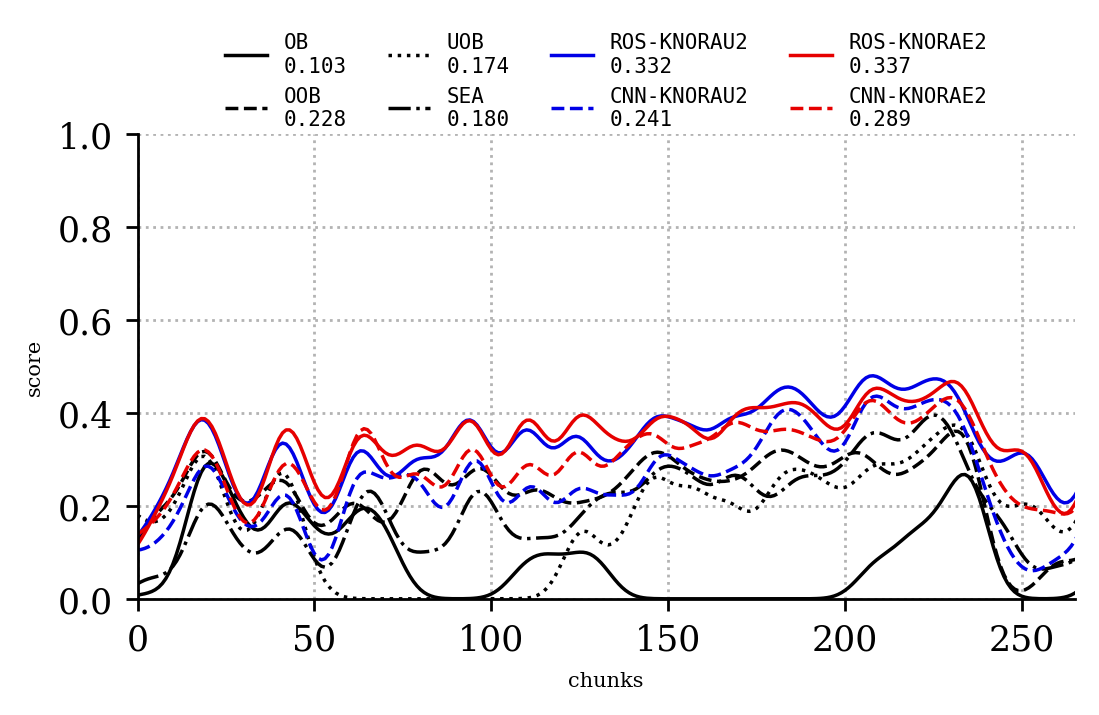 OB UOB ROS-KNORAU2 ROS-KNORAE2
0.103 0.174 0.332 0.337
OOB SEA CNN-KNORAU2 CNN-KNORAE2
0.228 0.180 0.241 0.289
1.0
0.8
0.6
0.4
0.2
0.0
score
0 50 100 150 200 250
chunks